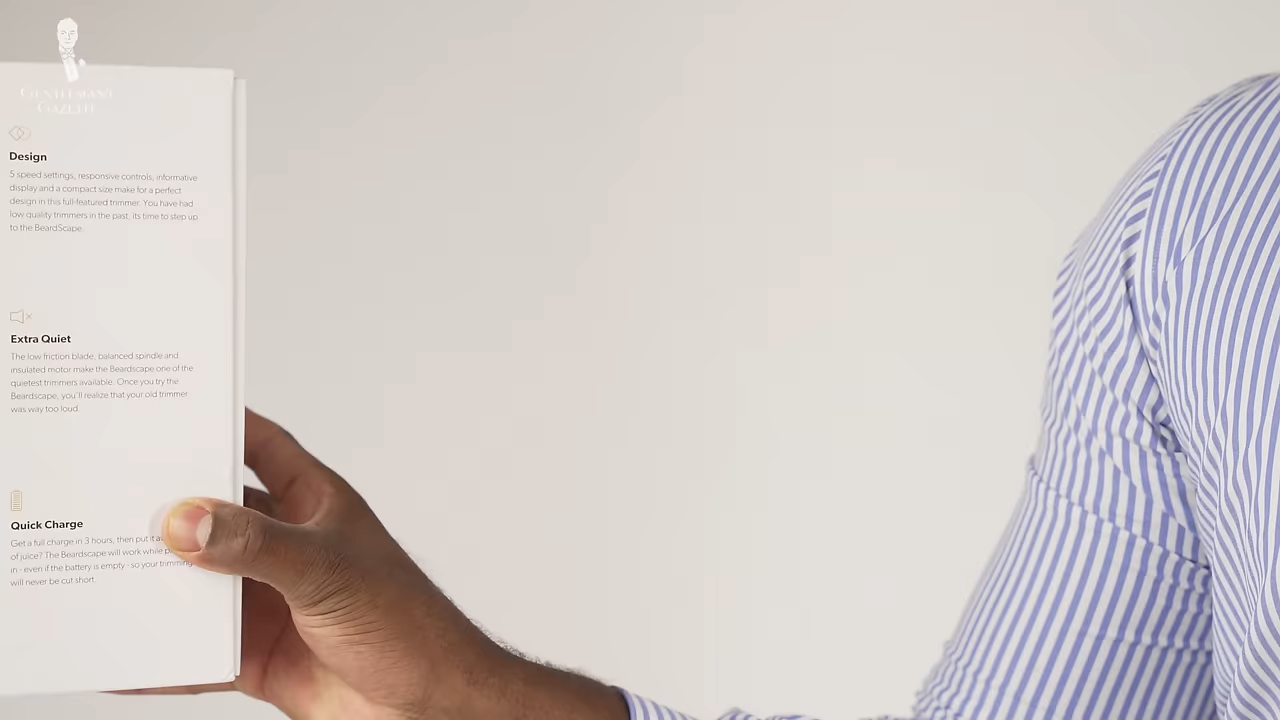 GENTLEMAN'S
GAZETTE
Design
5 speed settings, responsive controls, informative
display and a compact size make for a perfect
design in this full-featured trimmer. You have had
low quality trimmers in the past, its time to step up
to the BeardScape.
Extra Quiet
The low friction blade, balanced spindle and
insulated motor make the Beardscape one of the
quietest trimmers available. Once you try the
Beardscape, you'll realize that your old trimmer
was way too loud.
Quick Charge
Get a full charge in 3 hours, then put it
of juice? The Beardscape will work while
in - even if the battery is empty - so your trimming
will never be cut short.